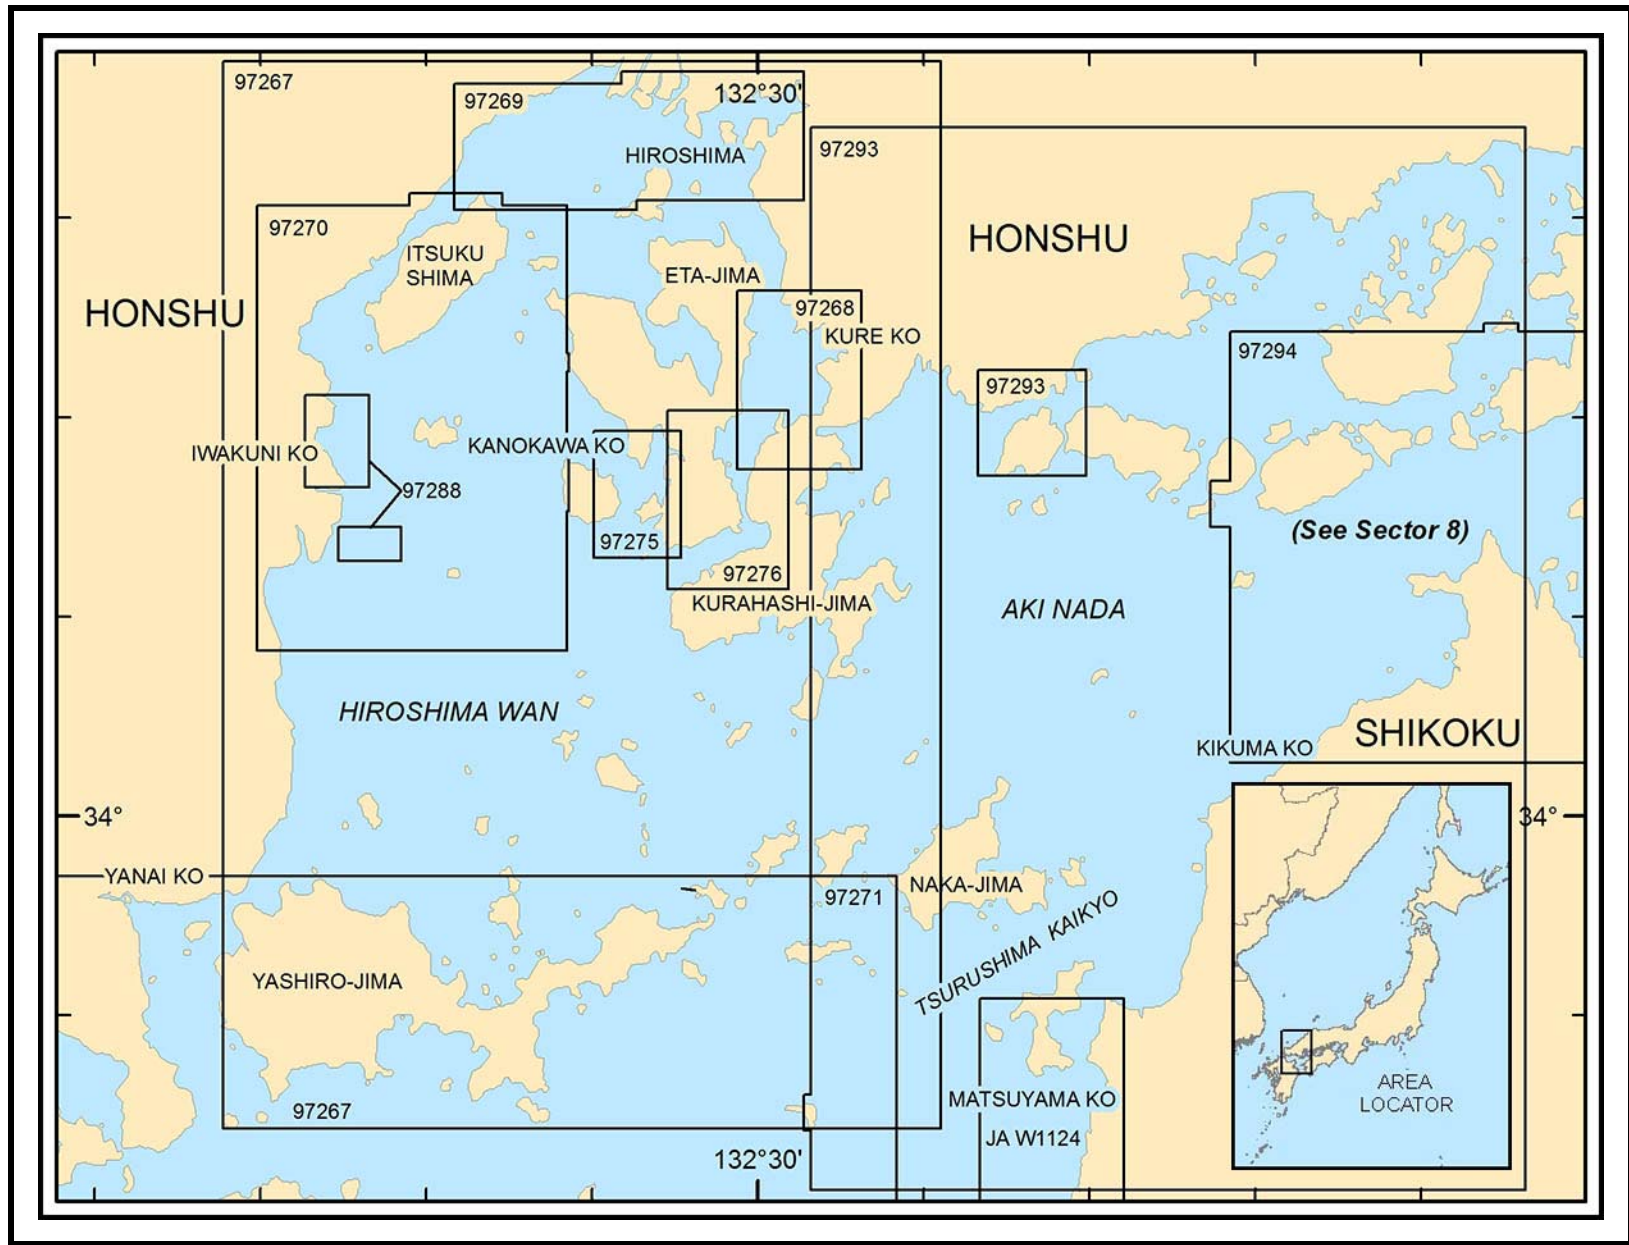 97267
97269
132°30'
HIROSHIMA
97293
97270
ITSUKU
SHIMA
HONSHU
ETA-JIMA
HONSHU
97268
KURE KO
97294
97293
IWAKUNI KO
KANOKAWA KO
97288
97275
97276
KURAHASHI-JIMA
(See Sector 8)
AKI NADA
HIROSHIMA WAN
SHIKOKU
KIKUMA KO
34°
34°
YANAI KO
97271
NAKA-JIMA
TSURUSHIMA KAIKYO
YASHIRO-JIMA
97267
MATSUYAMA KO
JA W1124
132°30'
AREA
LOCATOR